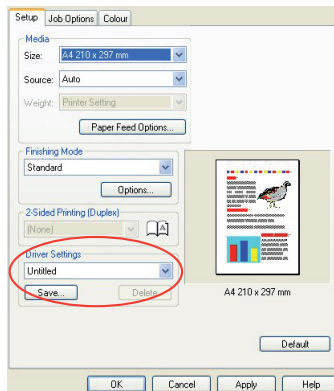 Setup Job Options Colour
Media
Size: A4 210 x 297 mm
Source: Auto
Weight: Printer Setting
Paper Feed Options...
Finishing Mode
Standard
Options...
2-Sided Printing (Duplex)
(None)
A
Driver Settings
Untitled
Save... Delete
A4 210 x 297 mm
Default
OK Cancel Apply Help